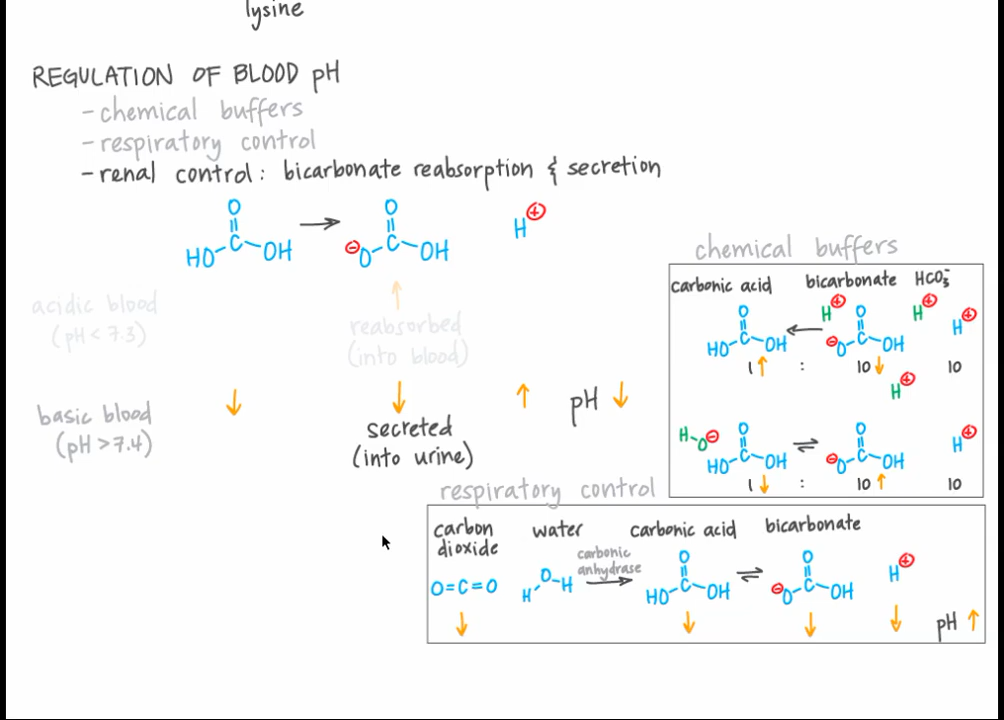 lysine
REGULATION OF BLOOD pH
- chemical buffers
- respiratory control
- renal control: bicarbonate reabsorption & secretion
O
HO-C-OH
O
⊖O-C-OH
H⊕
acidic blood
(pH < 7.3)
reabsorbed
(into blood)
basic blood
(pH > 7.4)
↓
↓
secreted
(into urine)
↑
pH ↓
chemical buffers
carbonic acid
bicarbonate
HCO₃⁻
O
HO-C-OH
H⊕
O
⊖O-C-OH
H⊕
H⊕
1↑ : 10↓ 10
H⊕
H-O⊖
O
HO-C-OH
⇌
O
⊖O-C-OH
H⊕
1↓ : 10↑ 10
respiratory control
carbon
dioxide
water
carbonic acid
bicarbonate
O=C=O
H-O-H
carbonic
anhydrase
O
HO-C-OH
⇌
O
⊖O-C-OH
H⊕
↓ ↓ ↓ ↓ pH ↑